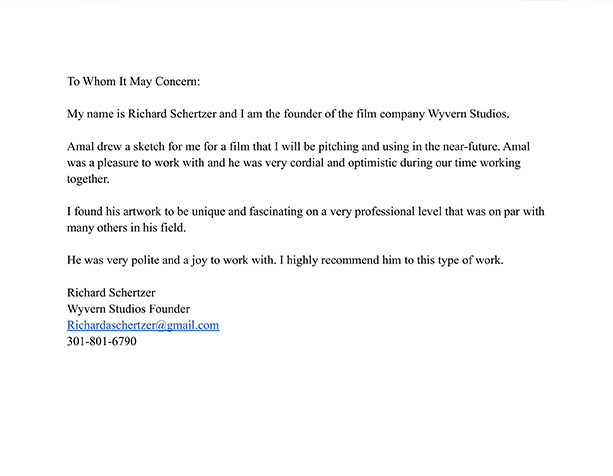 To Whom It May Concern:
My name is Richard Schertzer and I am the founder of the film company Wyvern Studios.
Amal drew a sketch for me for a film that I will be pitching and using in the near-future. Amal
was a pleasure to work with and he was very cordial and optimistic during our time working
together.
I found his artwork to be unique and fascinating on a very professional level that was on par with
many others in his field.
He was very polite and a joy to work with. I highly recommend him to this type of work.
Richard Schertzer
Wyvern Studios Founder
Richardaschertzer@gmail.com
301-801-6790